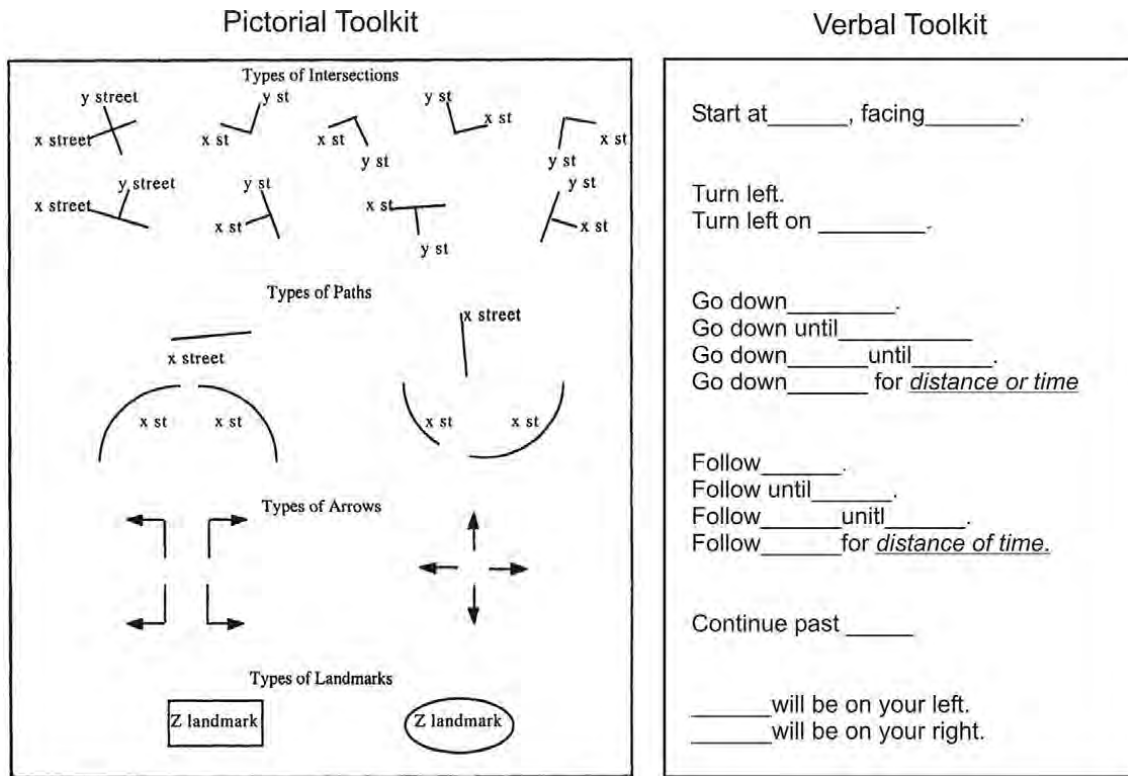 Pictorial Toolkit
Types of Intersections
y street
x street
y st
x st
x st
y st
y st
x st
y st
x st
y street
x street
y st
x st
x st
y st
y st
x st
Types of Paths
x street
x street
x st
x st
x st
x st
Types of Arrows
Types of Landmarks
Z landmark
Z landmark
Verbal Toolkit
Start at______, facing_______.
Turn left.
Turn left on ________.
Go down________.
Go down until__________
Go down______ until______.
Go down______ for distance or time
Follow______.
Follow until______.
Follow______unitl______.
Follow______for distance of time.
Continue past _____
______will be on your left.
______will be on your right.